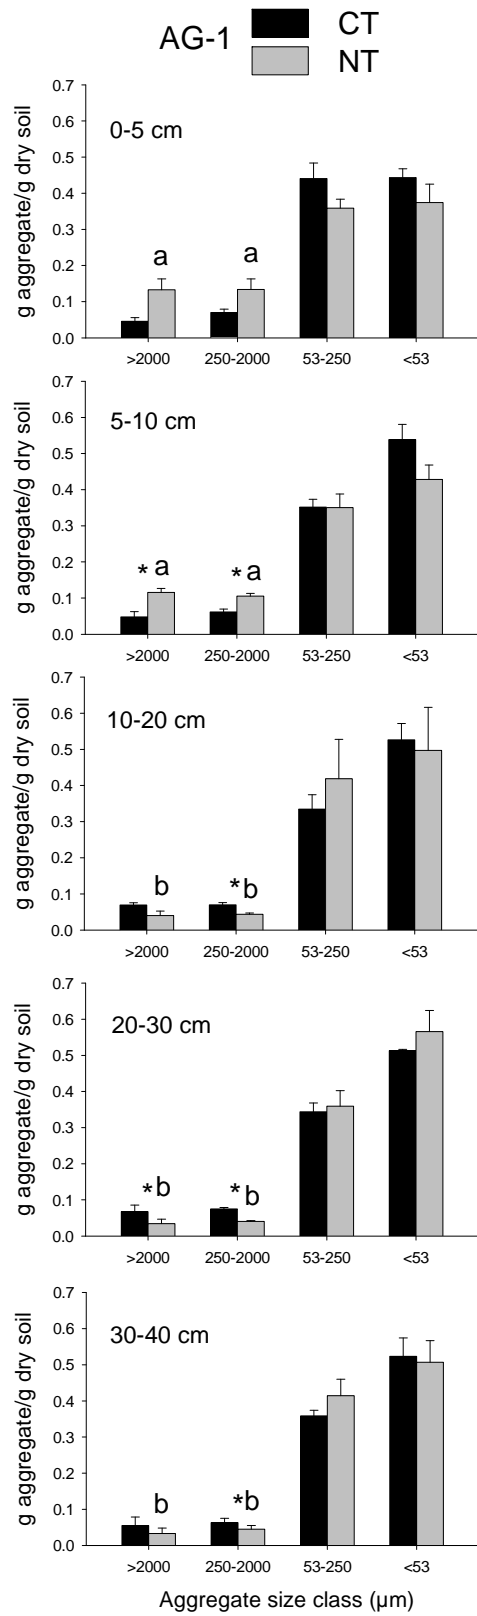 AG-1
CT
NT
g aggregate/g dry soil
0.7
0.6
0.5
0.4
0.3
0.2
0.1
0.0
0-5 cm
a a
>2000 250-2000 53-250 <53
g aggregate/g dry soil
0.7
0.6
0.5
0.4
0.3
0.2
0.1
0.0
5-10 cm
*a *a
>2000 250-2000 53-250 <53
g aggregate/g dry soil
0.7
0.6
0.5
0.4
0.3
0.2
0.1
0.0
10-20 cm
b *b
>2000 250-2000 53-250 <53
g aggregate/g dry soil
0.7
0.6
0.5
0.4
0.3
0.2
0.1
0.0
20-30 cm
*b *b
>2000 250-2000 53-250 <53
g aggregate/g dry soil
0.7
0.6
0.5
0.4
0.3
0.2
0.1
0.0
30-40 cm
b *b
>2000 250-2000 53-250 <53
Aggregate size class (µm)